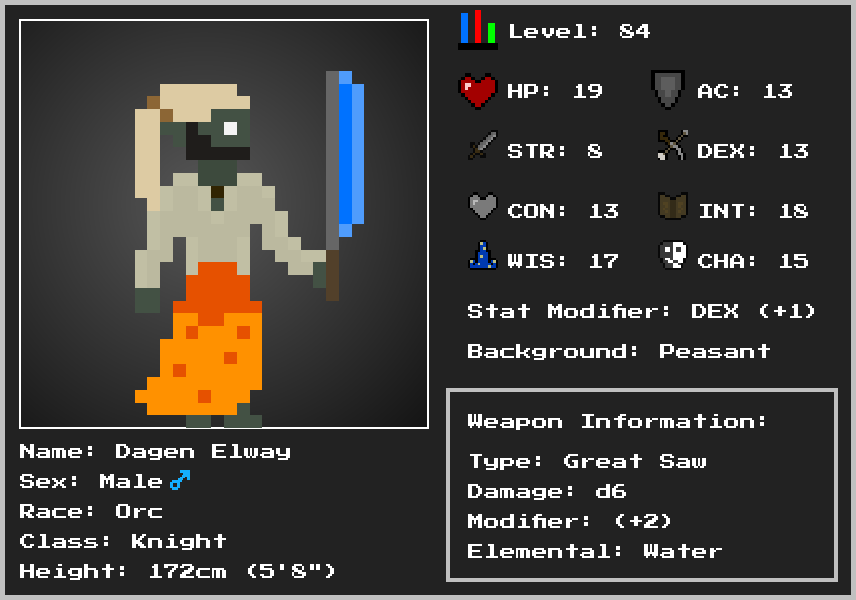 Level: 84
HP: 19
AC: 13
STR: 8
DEX: 13
CON: 13
INT: 18
WIS: 17
CHA: 15
Stat Modifier: DEX (+1)
Background: Peasant
Weapon Information:
Type: Great Saw
Damage: d6
Modifier: (+2)
Elemental: Water
Name: Dagen Elway
Sex: Male♂
Race: Orc
Class: Knight
Height: 172cm (5'8")